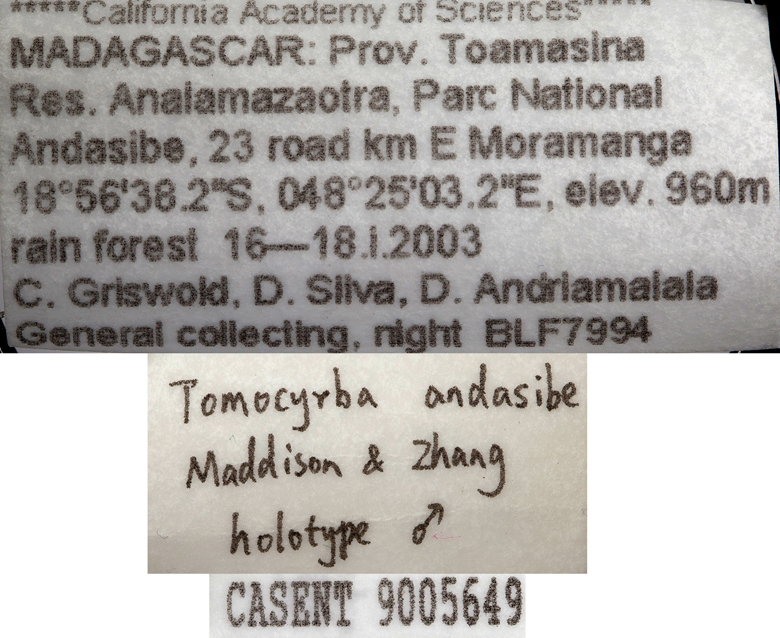 *****California Academy of Sciences*****
MADAGASCAR: Prov. Toamasina
Res. Analamazaotra, Parc National
Andasibe, 23 road km E Moramanga
18°56'38.2"S, 048°25'03.2"E, elev. 960m
rain forest 16—18.i.2003
C. Griswold, D. Silva, D. Andriamalala
General collecting, night BLF7994
Tomocyrba andasibe
Maddison & Zhang
holotype ♂
CASENT 9005649